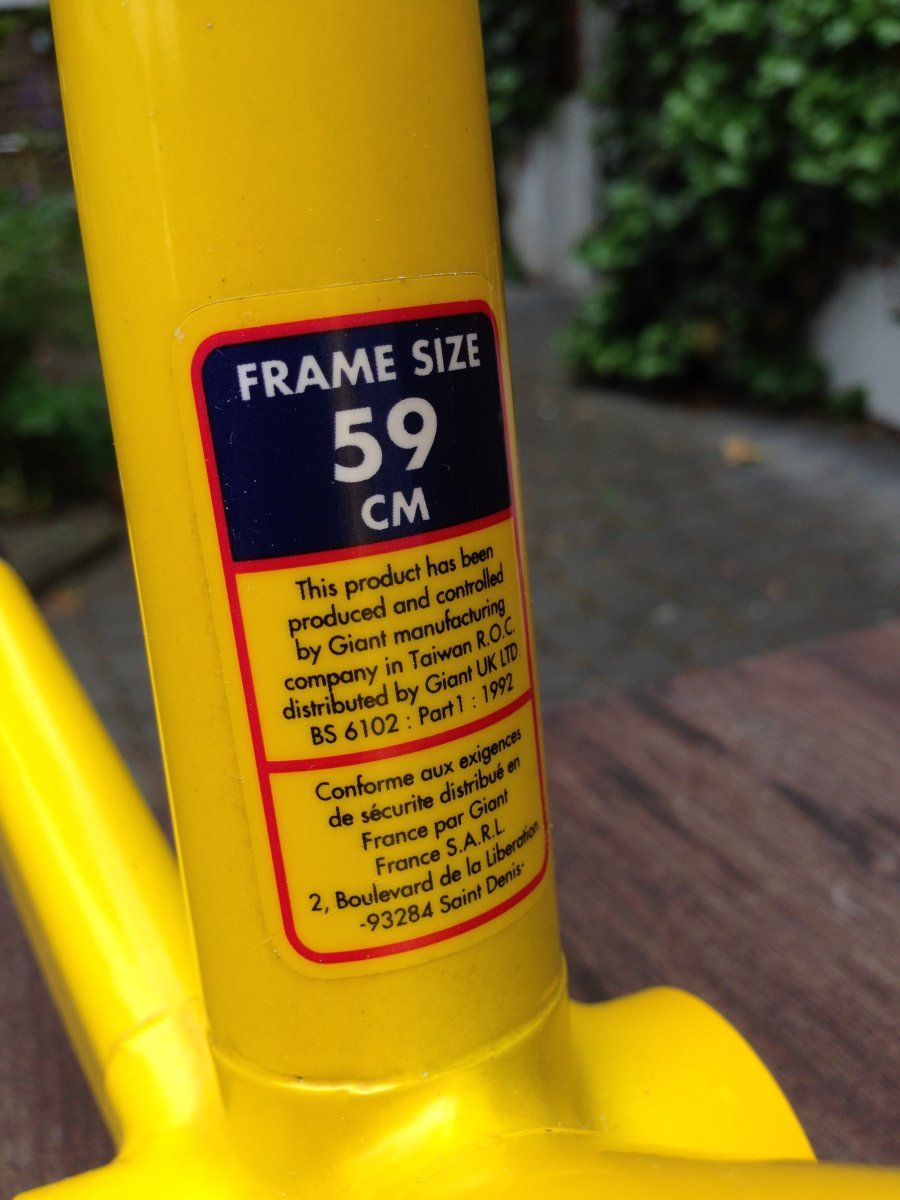 FRAME SIZE
59
CM
This product has been
produced and controlled
by Giant manufacturing
company in Taiwan R.O.C.
distributed by Giant UK LTD
BS 6102 : Part 1 : 1992
Conforme aux exigences
de sécurite distribué en
France par Giant
France S.A.R.L.
2, Boulevard de la Liberation
-93284 Saint Denis-